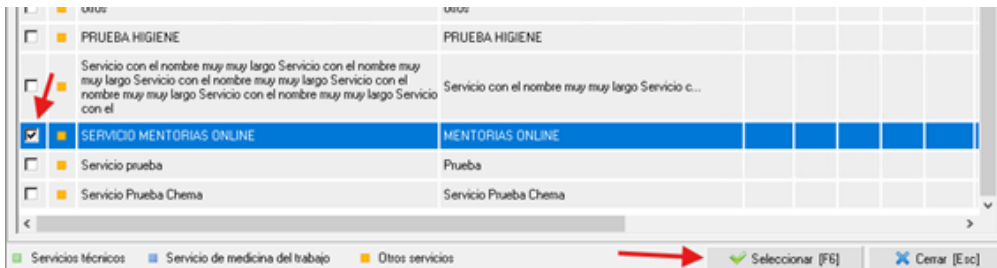 Otros Otros
PRUEBA HIGIENE PRUEBA HIGIENE
Servicio con el nombre muy muy largo Servicio con el nombre muy
muy largo Servicio con el nombre muy muy largo Servicio con el
nombre muy muy largo Servicio con el nombre muy muy largo Servicio
con el
Servicio con el nombre muy muy largo Servicio c...
SERVICIO MENTORIAS ONLINE MENTORIAS ONLINE
Servicio prueba Prueba
Servicio Prueba Chema Servicio Prueba Chema
Servicios técnicos Servicio de medicina del trabajo Otros servicios Seleccionar [F6] Cerrar [Esc]